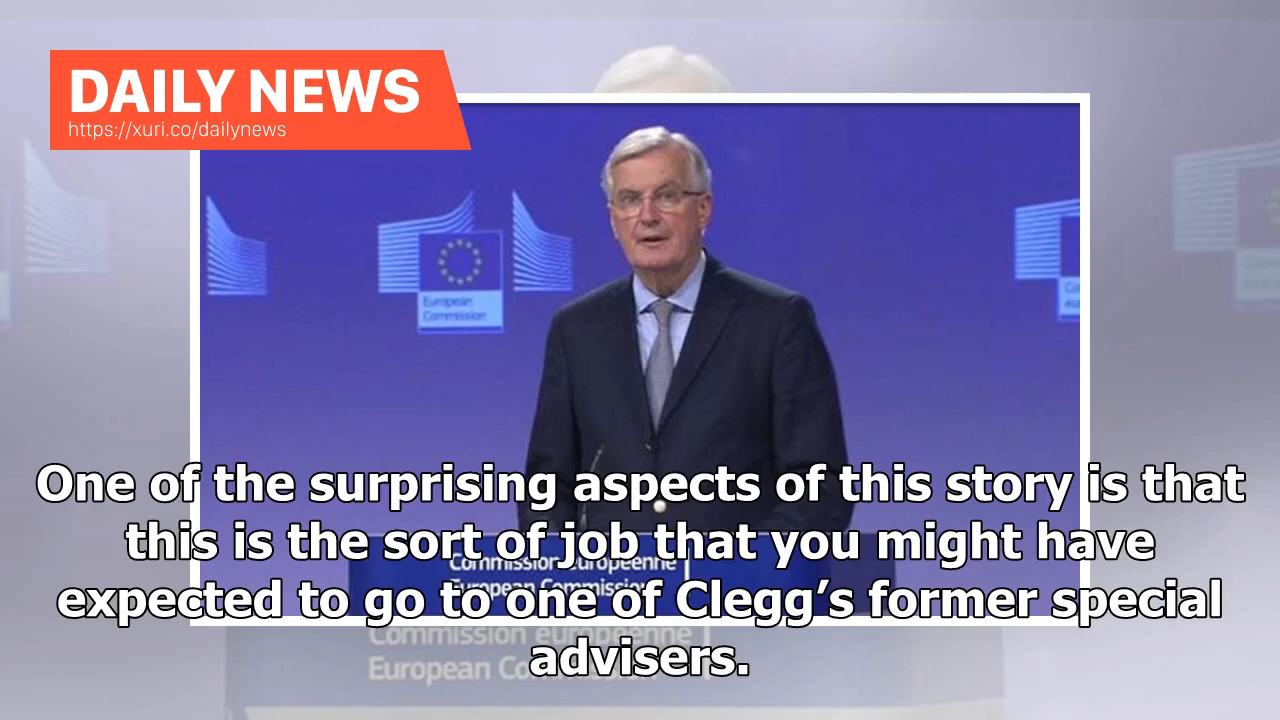 DAILY NEWS
https://xuri.co/dailynews
European
Commission
One of the surprising aspects of this story is that
this is the sort of job that you might have
expected to go to one of Clegg’s former special
advisers.
Commission européenne
European Commission
Commission européenne
European Co